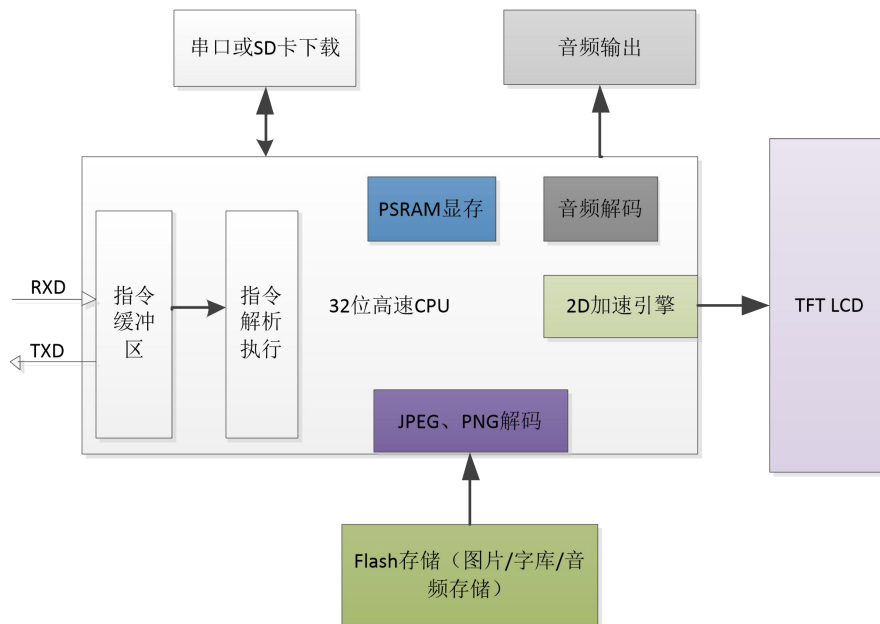 串口或SD卡下载
音频输出
PSRAM显存
音频解码
RXD
TXD
指令
缓冲
区
指令
解析
执行
32位高速CPU
2D加速引擎
TFT LCD
JPEG、PNG解码
Flash存储（图片/字库/音
频存储）